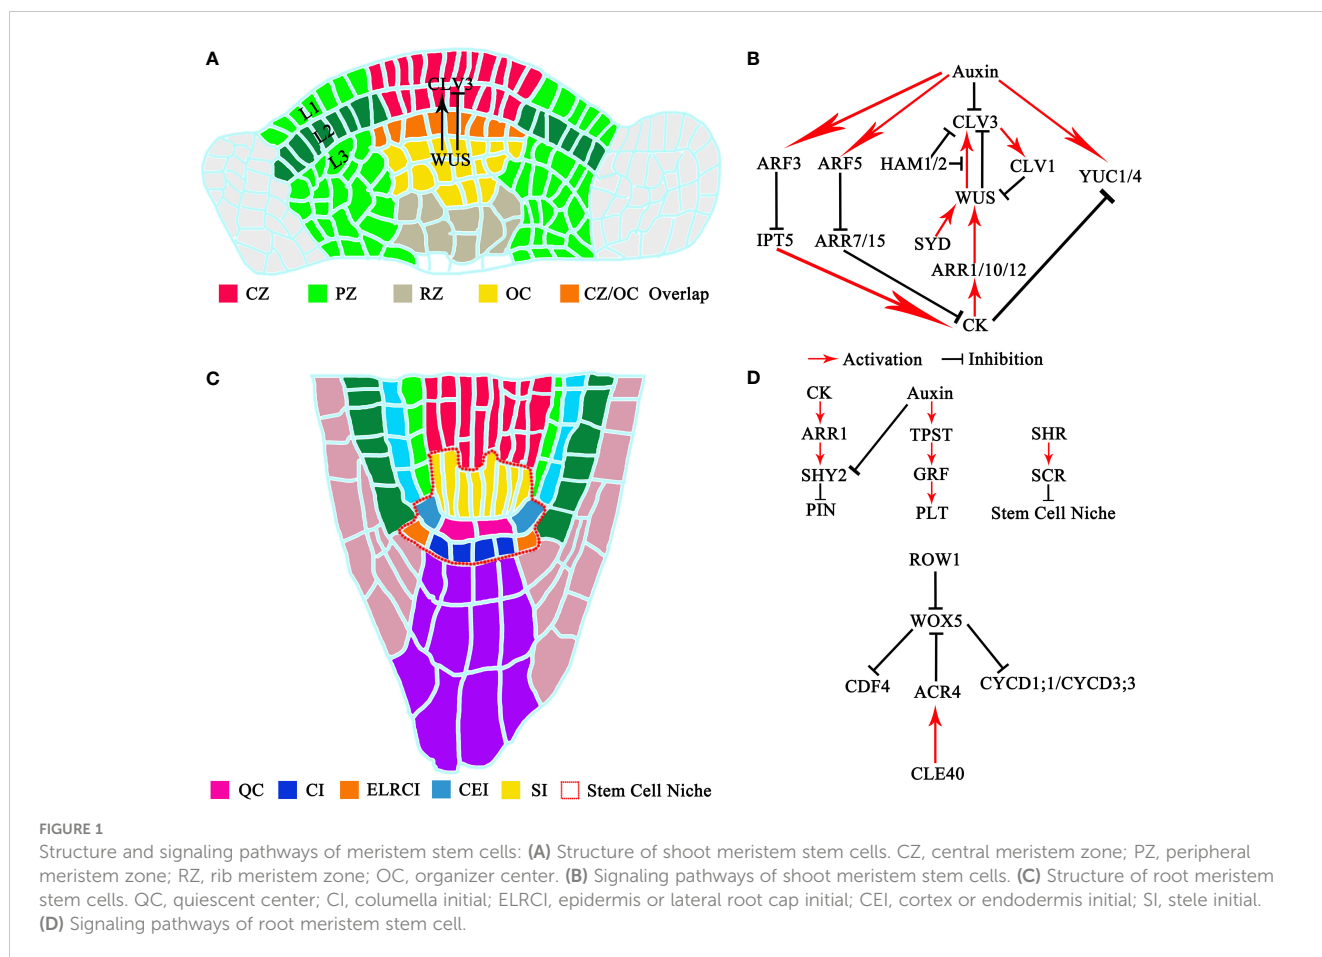 A
CLV3
L1
L2
L3
WUS
CZ PZ RZ OC CZ/OC Overlap
B
Auxin
CLV3
ARF3 ARF5 HAM1/2 CLV1
YUC1/4
WUS
IPT5 ARR7/15 SYD
ARR1/10/12
CK
Activation Inhibition
C
QC CI ELRCI CEI SI Stem Cell Niche
D
CK Auxin
ARR1 TPST SHR
SHY2 GRF SCR
PIN PLT Stem Cell Niche
ROW1
WOX5
CDF4 ACR4 CYCD1;1/CYCD3;3
CLE40
FIGURE 1
Structure and signaling pathways of meristem stem cells: (A) Structure of shoot meristem stem cells. CZ, central meristem zone; PZ, peripheral
meristem zone; RZ, rib meristem zone; OC, organizer center. (B) Signaling pathways of shoot meristem stem cells. (C) Structure of root meristem
stem cells. QC, quiescent center; CI, columella initial; ELRCI, epidermis or lateral root cap initial; CEI, cortex or endodermis initial; SI, stele initial.
(D) Signaling pathways of root meristem stem cell.